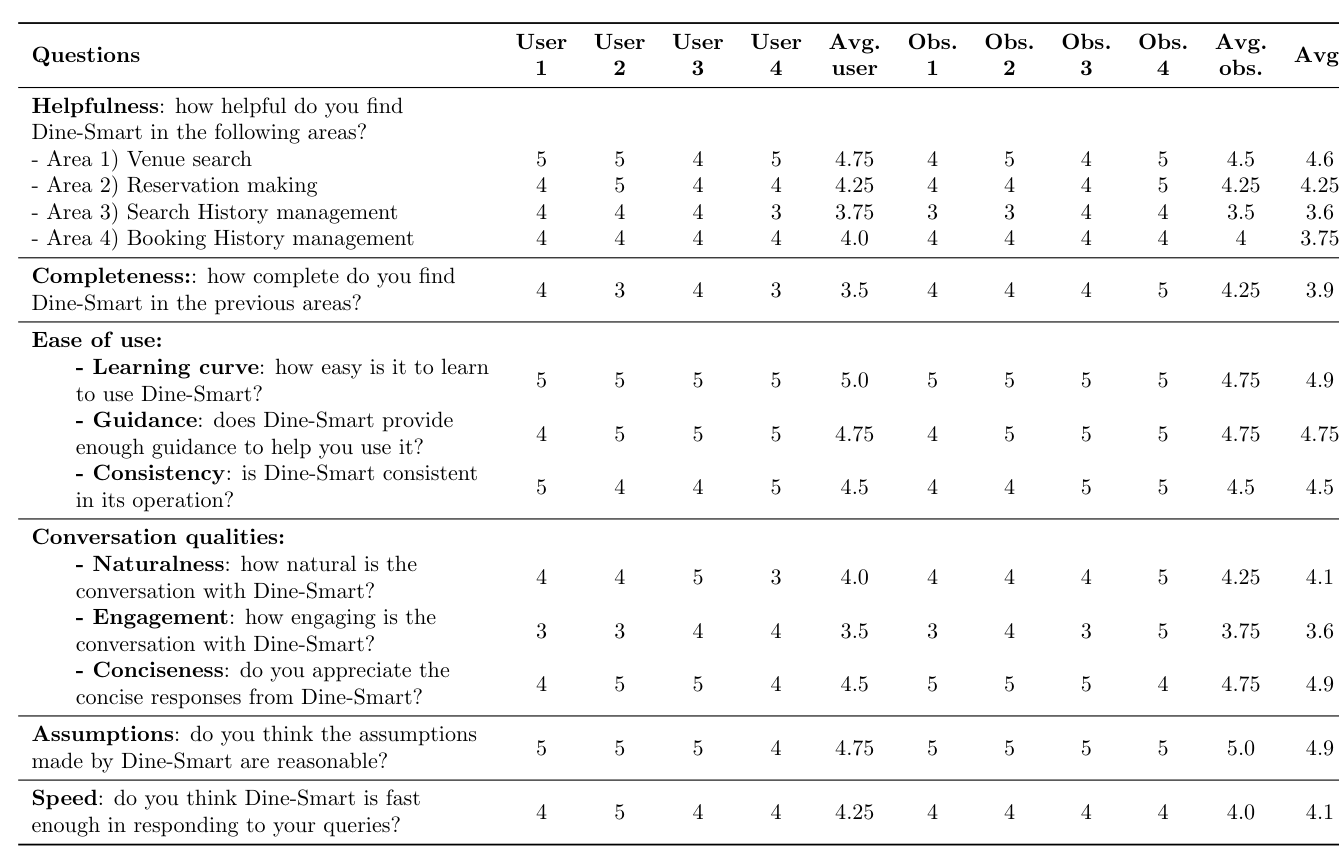 Questions User 1 User 2 User 3 User 4 Avg. user Obs. 1 Obs. 2 Obs. 3 Obs. 4 Avg. obs. Avg
Helpfulness: how helpful do you find
Dine-Smart in the following areas?
- Area 1) Venue search 5 5 4 5 4.75 4 5 4 5 4.5 4.6
- Area 2) Reservation making 4 5 4 4 4.25 4 4 4 5 4.25 4.25
- Area 3) Search History management 4 4 4 3 3.75 3 3 4 4 3.5 3.6
- Area 4) Booking History management 4 4 4 4 4.0 4 4 4 4 4 3.75
Completeness:: how complete do you find
Dine-Smart in the previous areas? 4 3 4 3 3.5 4 4 4 5 4.25 3.9
Ease of use:
- Learning curve: how easy is it to learn
to use Dine-Smart? 5 5 5 5 5.0 5 5 5 5 4.75 4.9
- Guidance: does Dine-Smart provide
enough guidance to help you use it? 4 5 5 5 4.75 4 5 5 5 4.75 4.75
- Consistency: is Dine-Smart consistent
in its operation? 5 4 4 5 4.5 4 4 5 5 4.5 4.5
Conversation qualities:
- Naturalness: how natural is the
conversation with Dine-Smart? 4 4 5 3 4.0 4 4 4 5 4.25 4.1
- Engagement: how engaging is the
conversation with Dine-Smart? 3 3 4 4 3.5 3 4 3 5 3.75 3.6
- Conciseness: do you appreciate the
concise responses from Dine-Smart? 4 5 5 4 4.5 5 5 5 4 4.75 4.9
Assumptions: do you think the assumptions
made by Dine-Smart are reasonable? 5 5 5 4 4.75 5 5 5 5 5.0 4.9
Speed: do you think Dine-Smart is fast
enough in responding to your queries? 4 5 4 4 4.25 4 4 4 4 4.0 4.1